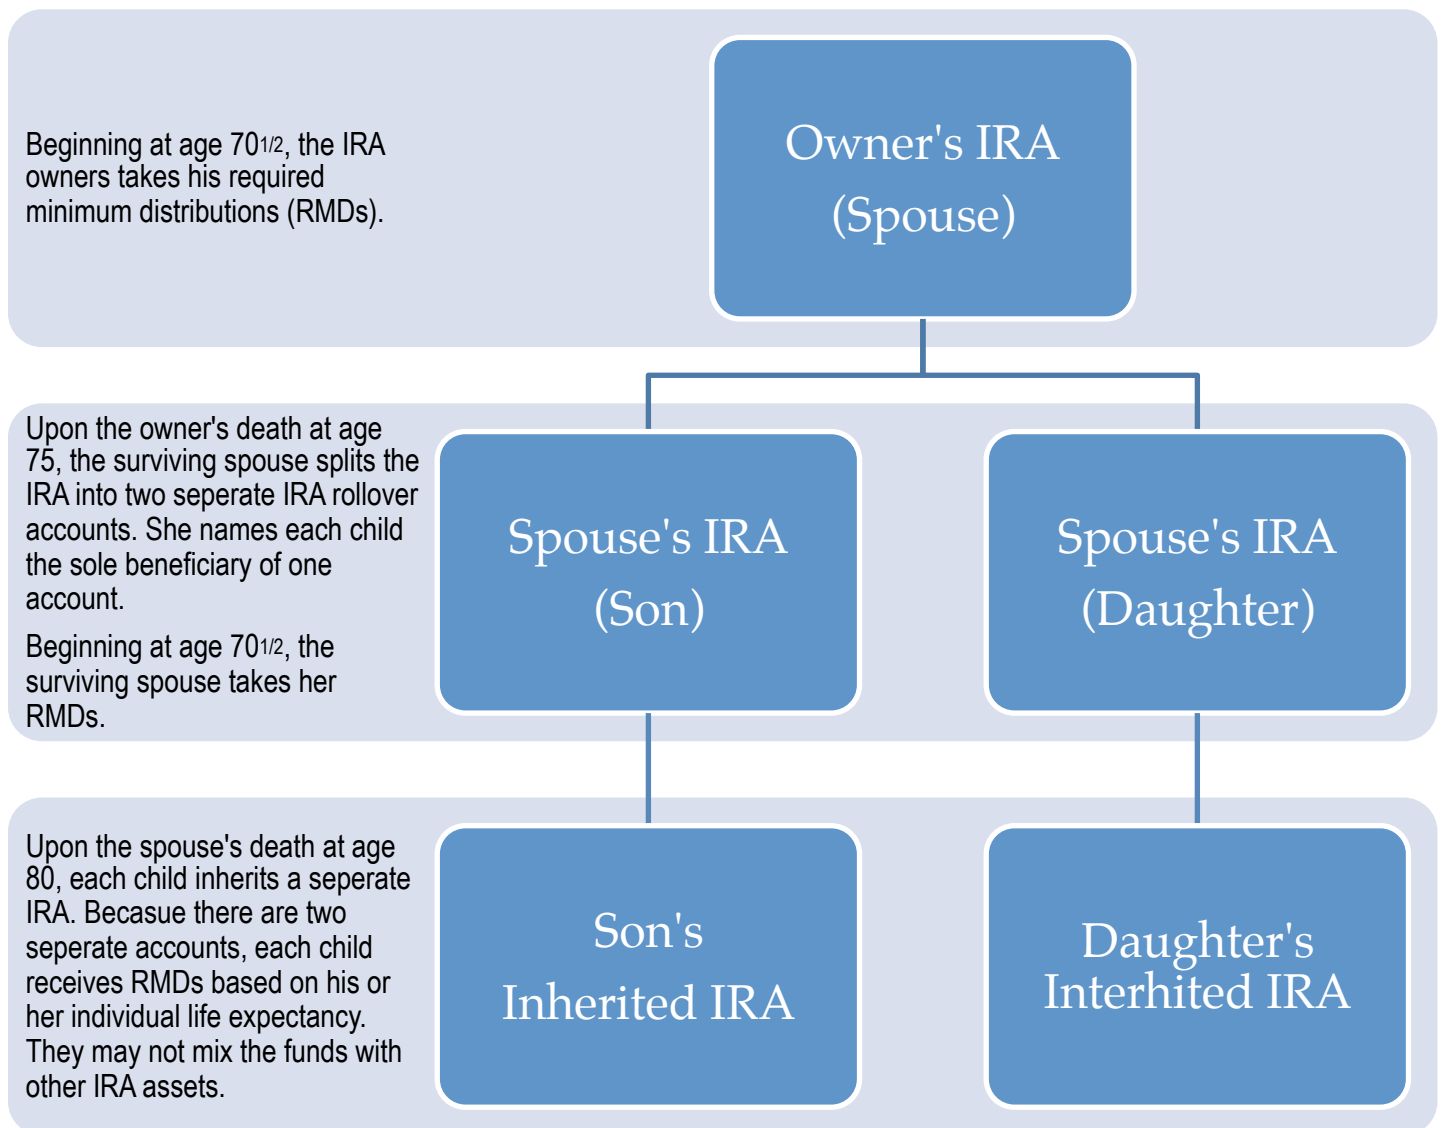 Beginning at age 701/2, the IRA
owners takes his required
minimum distributions (RMDs).
Owner's IRA
(Spouse)
Upon the owner's death at age
75, the surviving spouse splits the
IRA into two seperate IRA rollover
accounts. She names each child
the sole beneficiary of one
account.
Beginning at age 701/2, the
surviving spouse takes her
RMDs.
Spouse's IRA
(Son)
Spouse's IRA
(Daughter)
Upon the spouse's death at age
80, each child inherits a seperate
IRA. Becasue there are two
seperate accounts, each child
receives RMDs based on his or
her individual life expectancy.
They may not mix the funds with
other IRA assets.
Son's
Inherited IRA
Daughter's
Interhited IRA